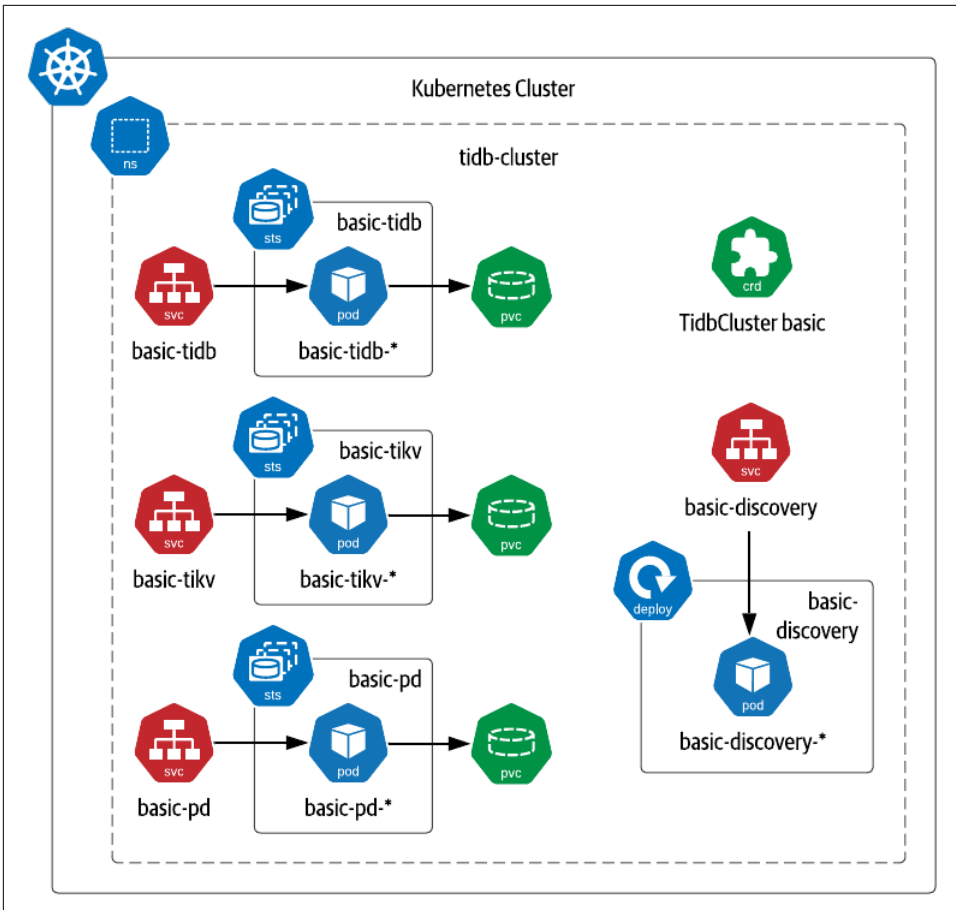 Kubernetes Cluster
ns
tidb-cluster
sts
basic-tidb
svc
pod
pvc
basic-tidb
basic-tidb-*
crd
TidbCluster basic
sts
basic-tikv
svc
pod
pvc
basic-tikv
basic-tikv-*
svc
basic-discovery
deploy
basic-
discovery
pod
basic-discovery-*
sts
basic-pd
svc
pod
pvc
basic-pd
basic-pd-*